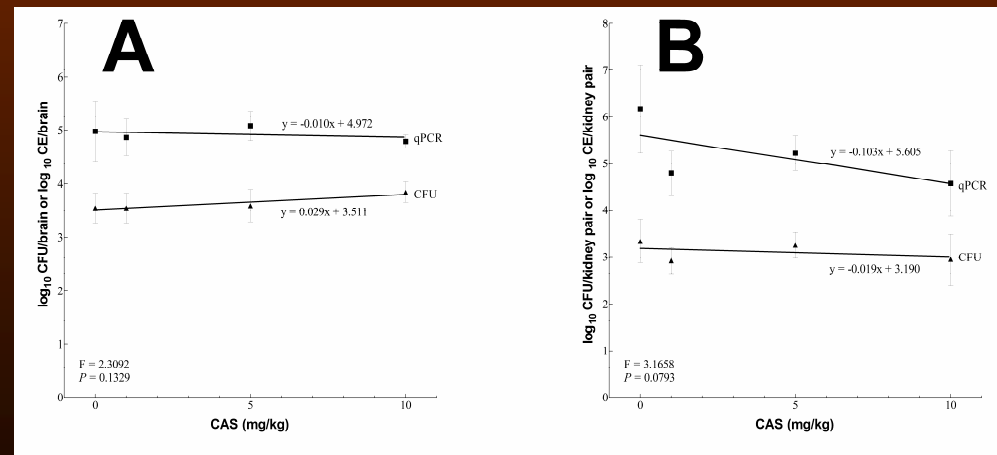 A
log10 CFU/brain or log 10 CE/brain
7
6
5
4
3
2
1
0
y = -0.010x + 4.972
qPCR
CFU
y = 0.029x + 3.511
F = 2.3092
P = 0.1329
0
5
10
CAS (mg/kg)
B
log10 CFU/kidney pair or log 10 CE/kidney pair
8
7
6
5
4
3
2
1
0
y = -0.103x + 5.605
qPCR
CFU
y = -0.019x + 3.190
F = 3.1658
P = 0.0793
0
5
10
CAS (mg/kg)